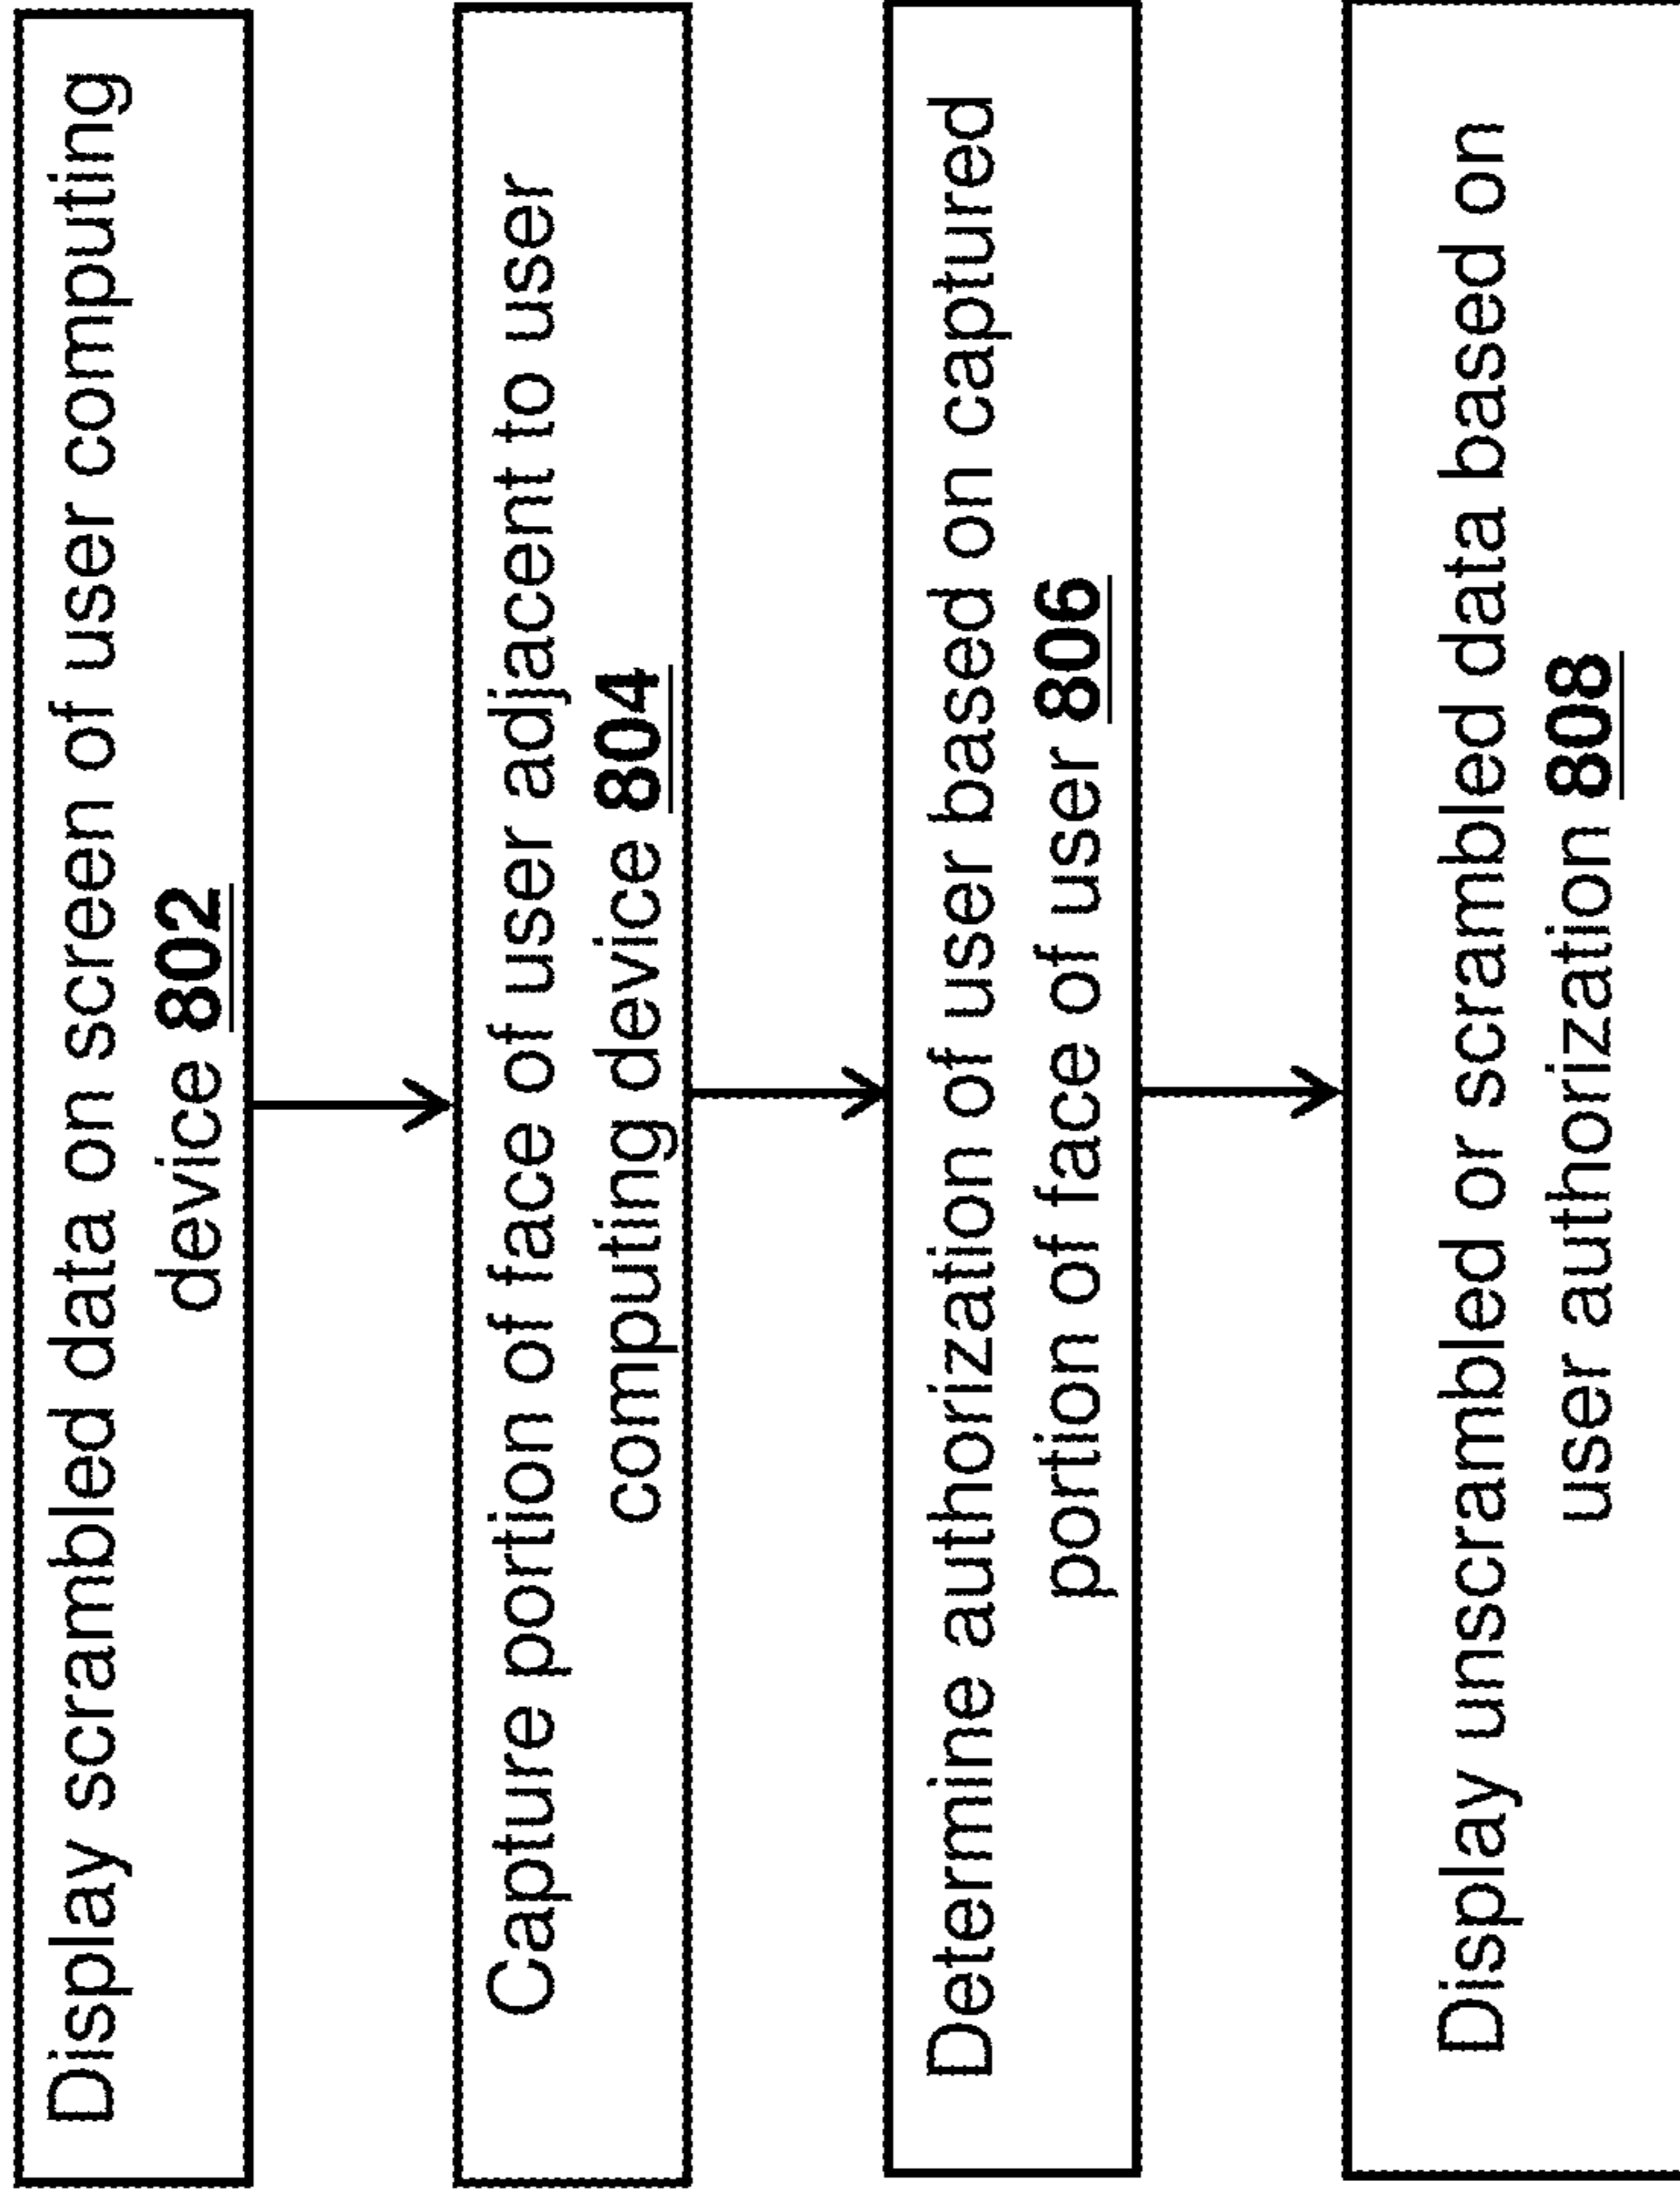 Display scrambled data on screen of user computing
device 802
Capture portion of face of user adjacent to user
computing device 804
Determine authorization of user based on captured
portion of face of user 806
Display unscrambled or scrambled data based on
user authorization 808